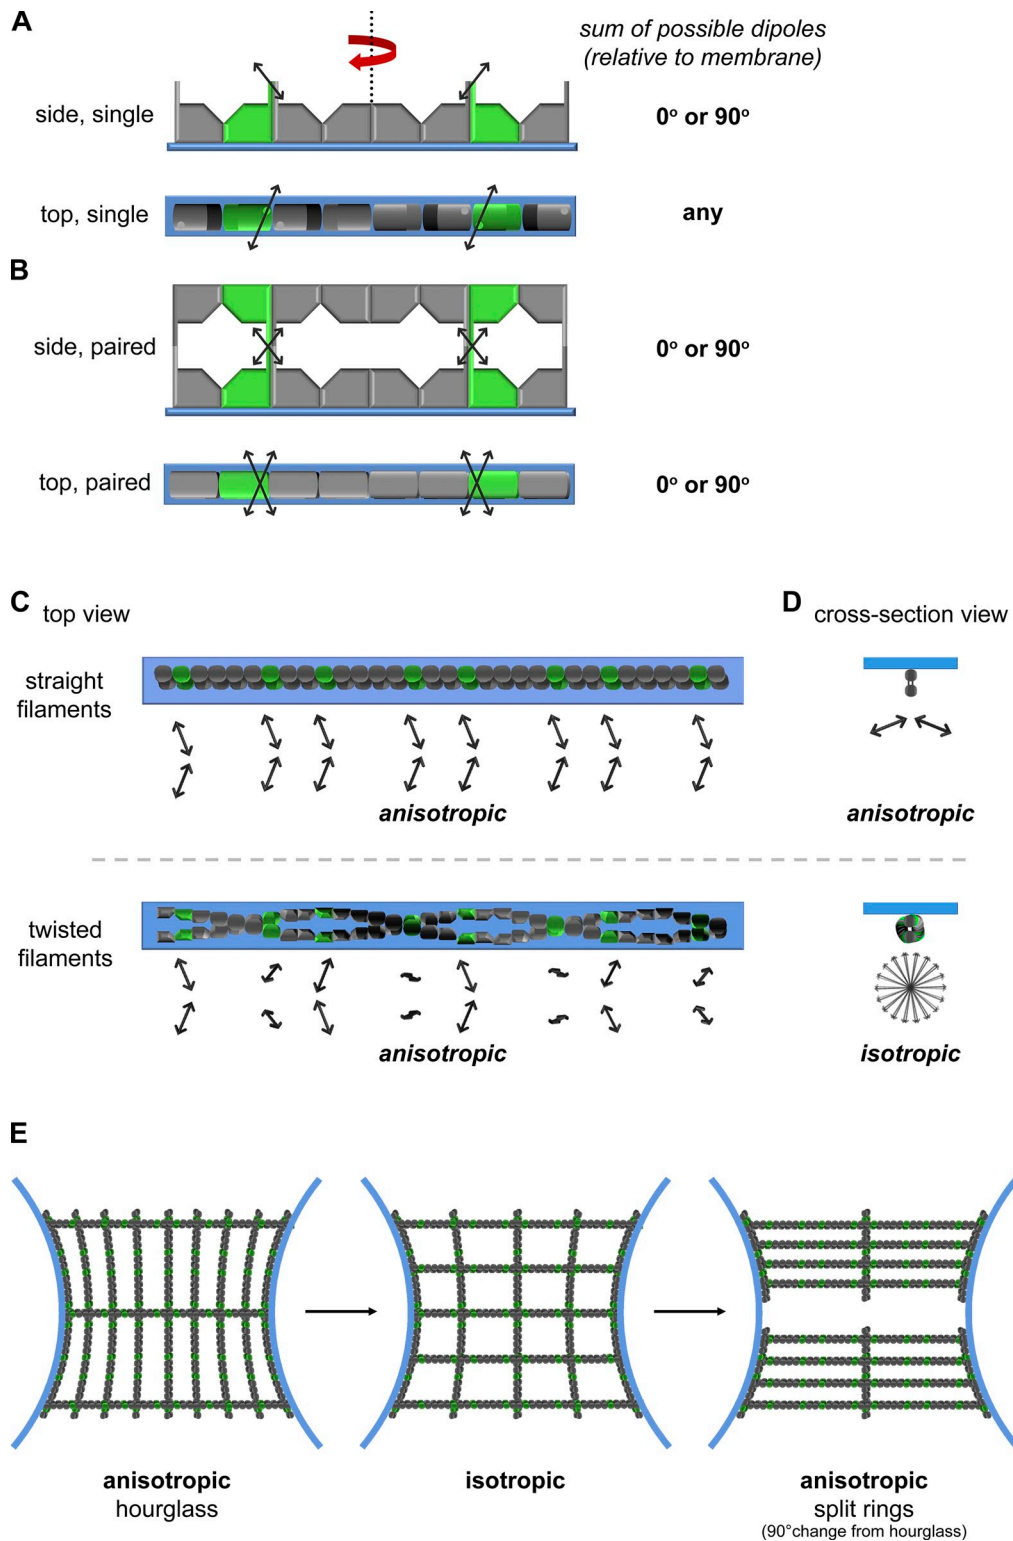 A
sum of possible dipoles
(relative to membrane)
side, single
0° or 90°
top, single
any
B
side, paired
0° or 90°
top, paired
0° or 90°
C
top view
D
cross-section view
straight
filaments
anisotropic
anisotropic
twisted
filaments
anisotropic
isotropic
E
anisotropic
hourglass
isotropic
anisotropic
split rings
(90°change from hourglass)